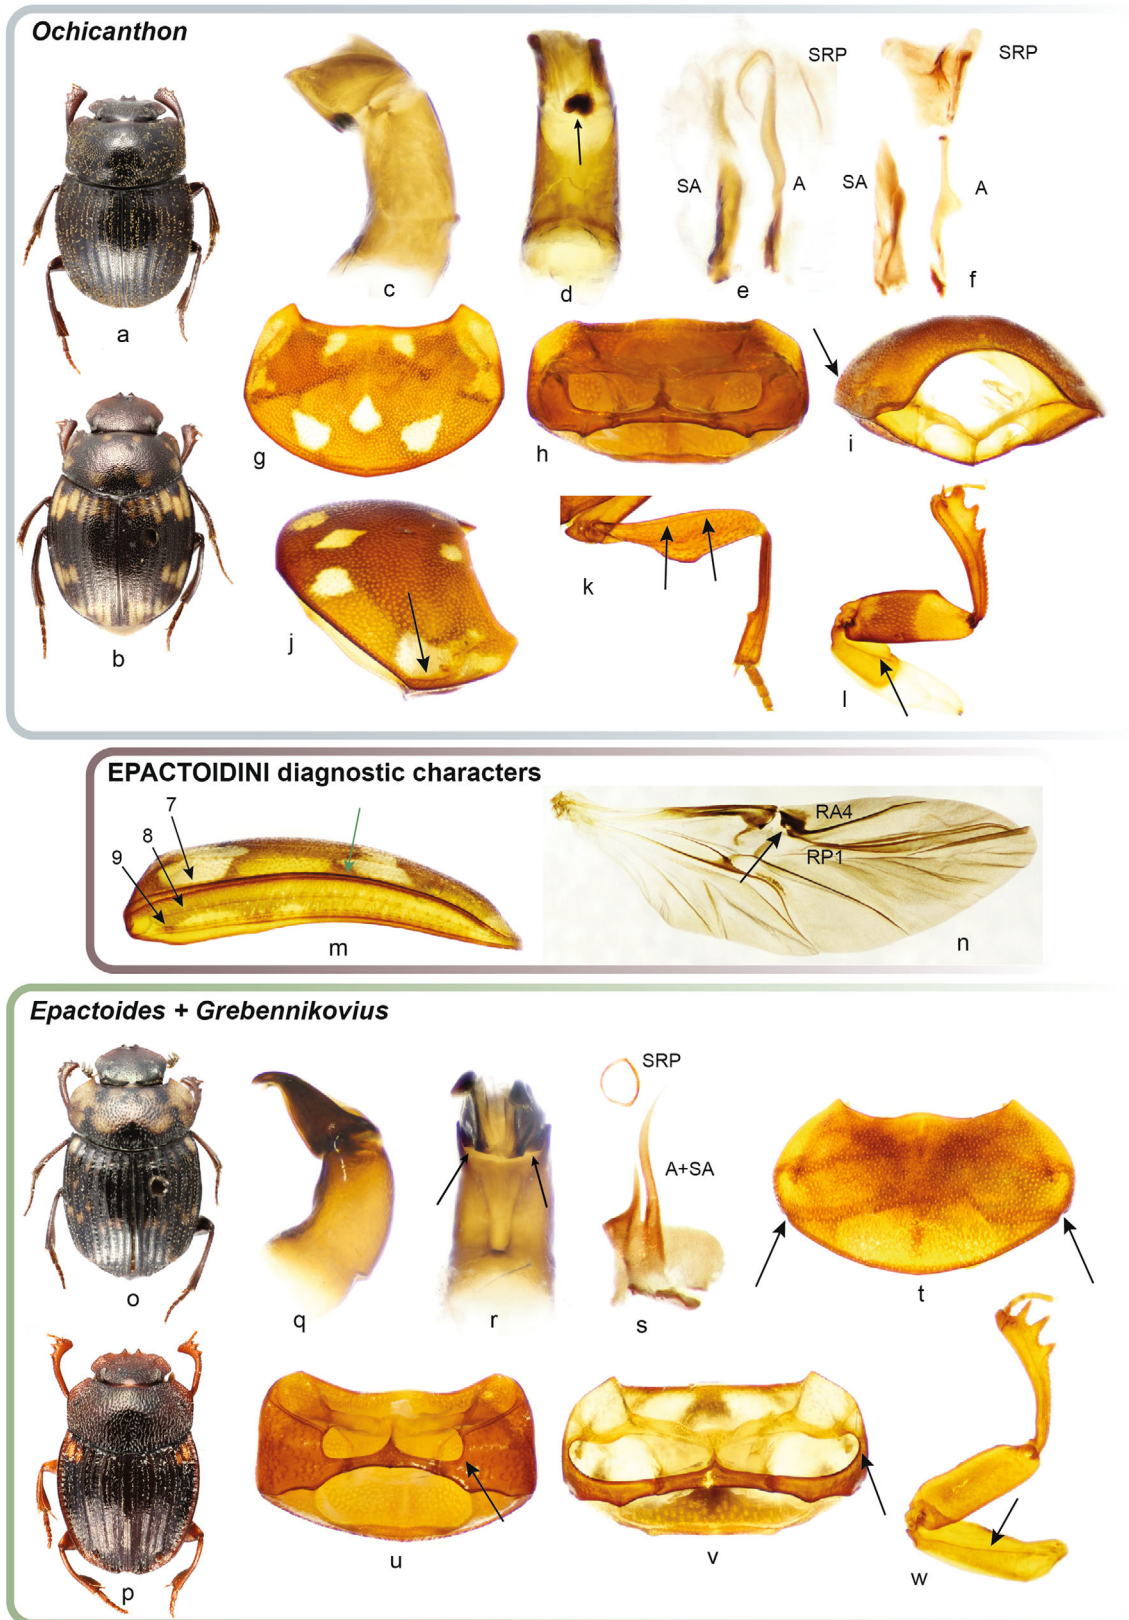 Ochicanthon
SRP
SRP
SA
A
SA
A
a
c
d
e
f
g
h
i
b
j
k
l
EPACTOIDINI diagnostic characters
7
8
9
RA4
RP1
m
n
Epactoides + Grebennikovius
SRP
A+SA
o
q
r
s
t
p
u
v
w